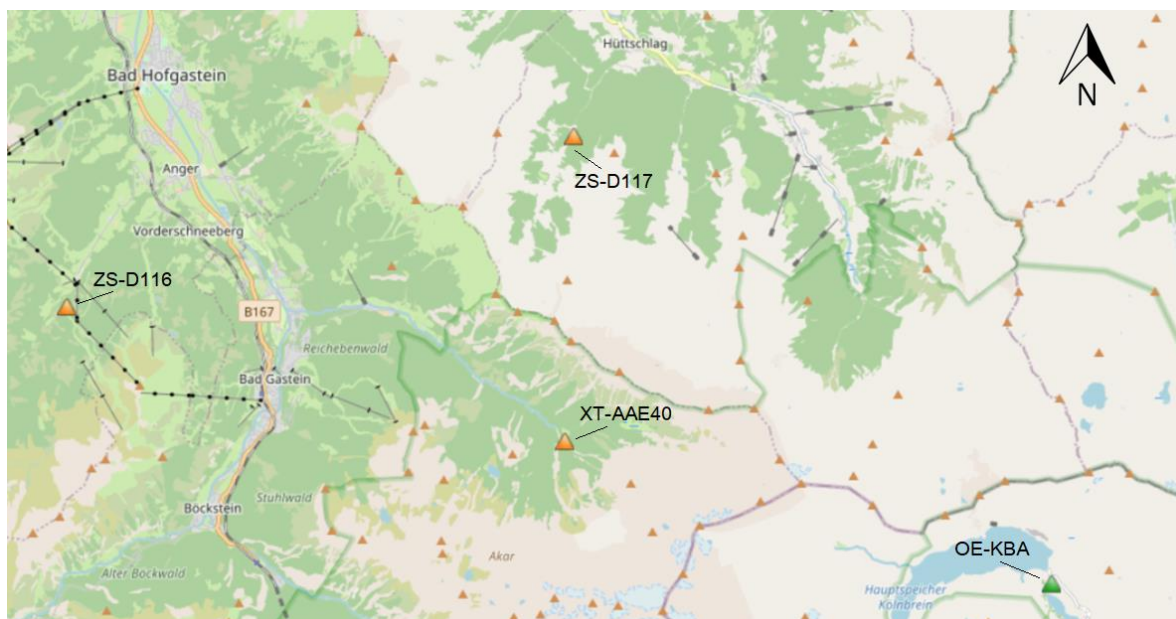 Hüttschlag
Bad Hofgastein
N
Anger
ZS-D117
Vorderschneeberg
ZS-D116
B167
Reichebenwald
Bad Gastein
XT-AAE40
Stuhlwald
Böckstein
Akar
OE-KBA
Alter Böckwald
Hauptspeicher
Kölnbrein